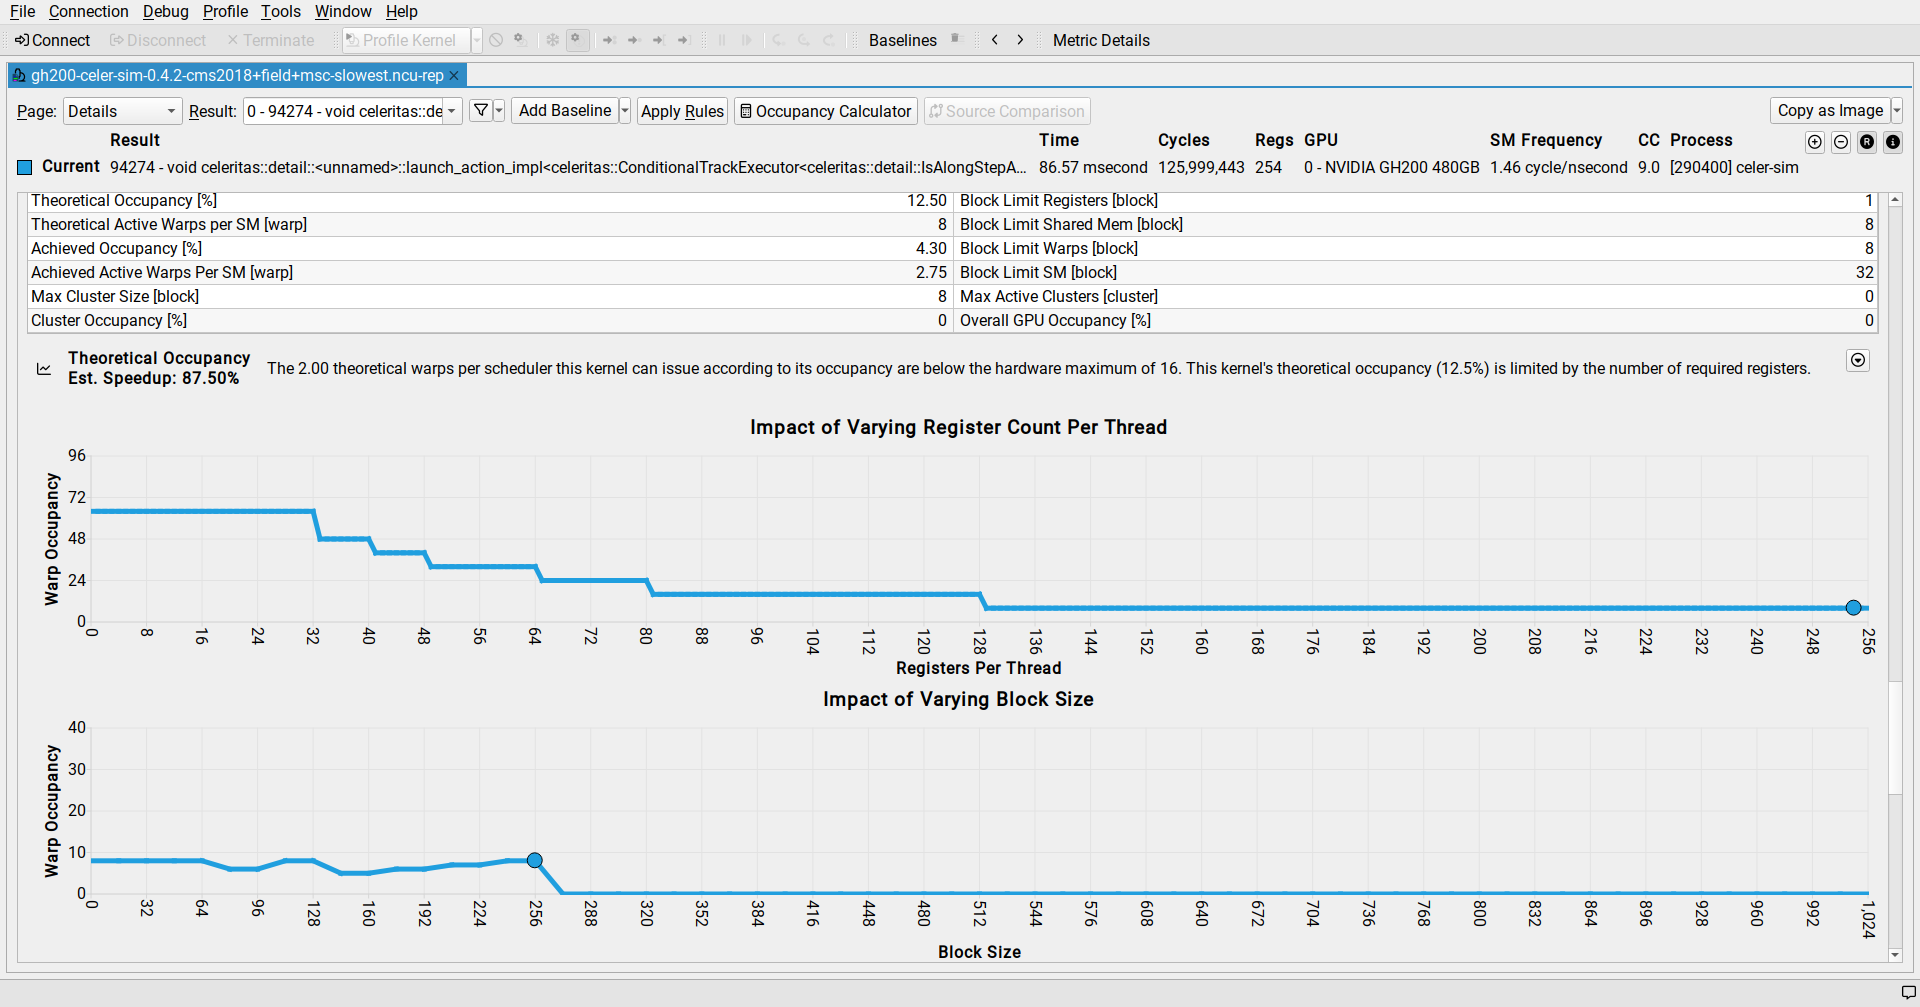 File Connection Debug Profile Tools Window Help
Connect Disconnect Terminate Profile Kernel Baselines Metric Details
gh200-celer-sim-0.4.2-cms2018+field+msc-slowest.ncu-rep
Page: Details Result: 0 - 94274 - void celeritas::de Add Baseline Apply Rules Occupancy Calculator Source Comparison Copy as Image
Result Time Cycles Regs GPU SM Frequency CC Process
Current 94274 - void celeritas::detail::<unnamed>::launch_action_impl<celeritas::ConditionalTrackExecutor<celeritas::detail::IsAlongStepA... 86.57 msecond 125,999,443 254 0 - NVIDIA GH200 480GB 1.46 cycle/nsecond 9.0 [290400] celer-sim
Theoretical Occupancy [%] 12.50 Block Limit Registers [block] 1
Theoretical Active Warps per SM [warp] 8 Block Limit Shared Mem [block] 8
Achieved Occupancy [%] 4.30 Block Limit Warps [block] 8
Achieved Active Warps Per SM [warp] 2.75 Block Limit SM [block] 32
Max Cluster Size [block] 8 Max Active Clusters [cluster] 0
Cluster Occupancy [%] 0 Overall GPU Occupancy [%] 0
Theoretical Occupancy
Est. Speedup: 87.50%
The 2.00 theoretical warps per scheduler this kernel can issue according to its occupancy are below the hardware maximum of 16. This kernel's theoretical occupancy (12.5%) is limited by the number of required registers.
Impact of Varying Register Count Per Thread
Warp Occupancy
96
72
48
24
0
0 8 16 24 32 40 48 56 64 72 80 88 96 104 112 120 128 136 144 152 160 168 176 184 192 200 208 216 224 232 240 248 256
Registers Per Thread
Impact of Varying Block Size
Warp Occupancy
40
30
20
10
0
0 32 64 96 128 160 192 224 256 288 320 352 384 416 448 480 512 544 576 608 640 672 704 736 768 800 832 864 896 928 960 992 1,024
Block Size